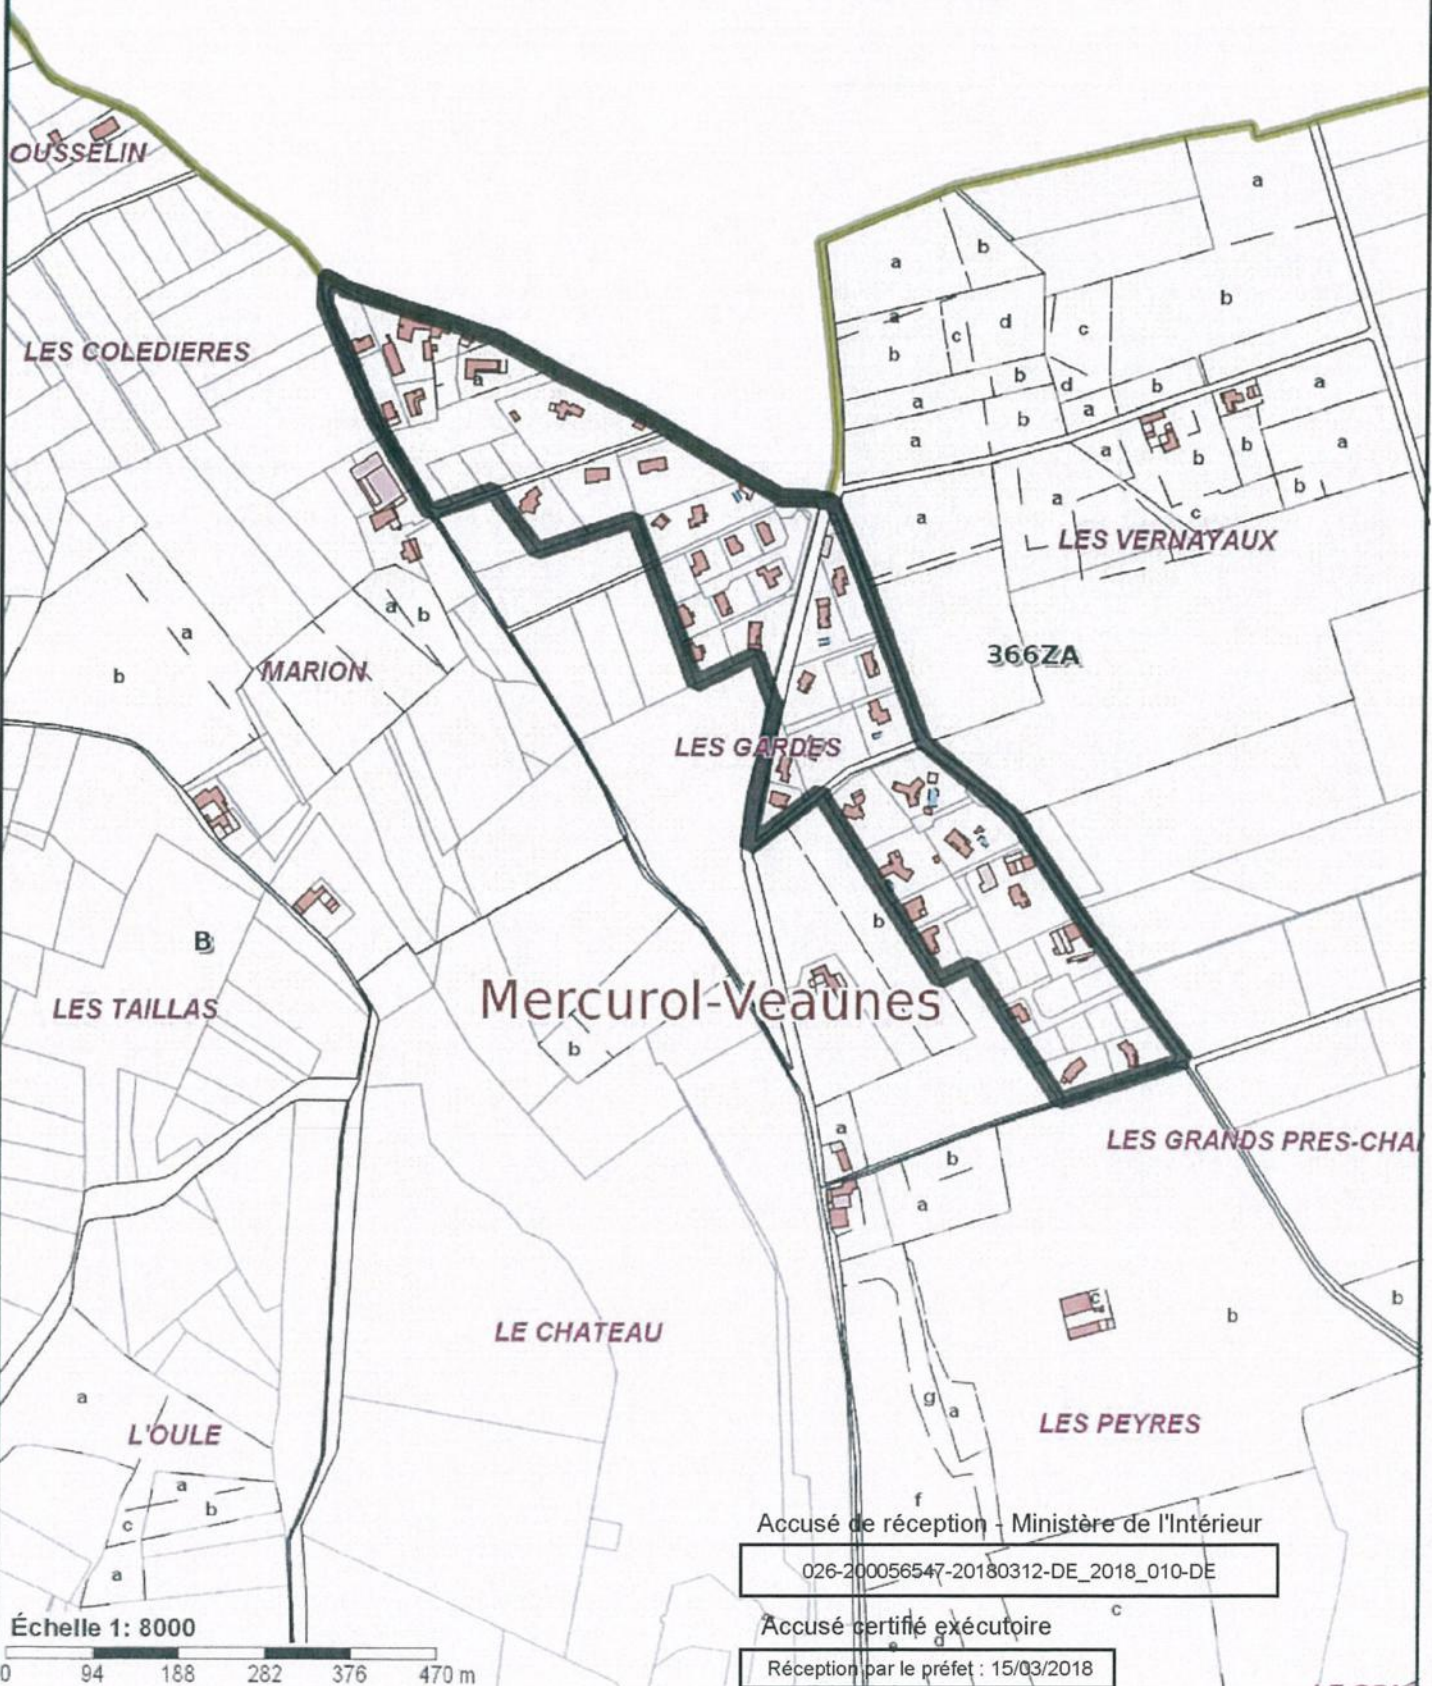 OUSSELIN
a
b
a
LES COLEDIERES
b
a
c
d
c
b
a
b
d
b
a
a
b
a
a
a
b
b
a
b
a
c
a
LES VERNAYAUX
a
b
a
b
MARION
366ZA
LES GARDES
b
B
LES TAILLAS
Mercurol-Veaunes
b
a
b
a
LES GRANDS PRES-CHA
c
b
b
LE CHATEAU
a
g
a
L'OULE
LES PEYRES
a
b
c
a
f
Accusé de réception - Ministère de l'Intérieur
026-200056547-20180312-DE_2018_010-DE
c
Accusé certifié exécutoire
e
d
Réception par le préfet : 15/03/2018
Échelle 1: 8000
0 94 188 282 376 470 m